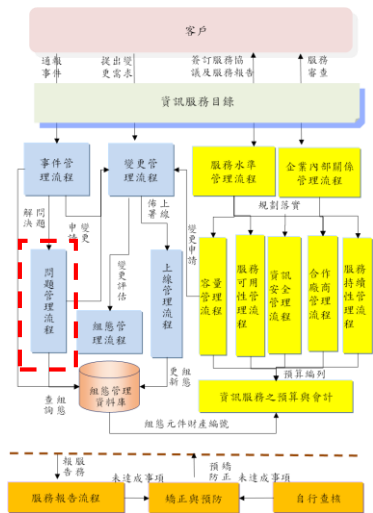 客戶
通報
事件
提出變
更需求
簽訂服務協
議及服務報告
服務
審查
資訊服務目錄
事件管
理流程
變更管
理流程
服務水準
管理流程
企業內部關係
管理流程
規劃落實
問題
解決
變更
申請
上線
佈署
變更申請
問題管理流程
變更評估
上線管理流程
容量管理流程
服務可用性管理流程
資訊安全管理流程
合作廠商管理流程
服務持續性管理流程
組態管
理流程
預算編列
組態管理
資料庫
組態
更新
組態
查詢
資訊服務之預算與會計
組態元件財產編號
服務
報告
矯正
預防
未達成事項
未達成事項
服務報告流程
矯正與預防
自行查核